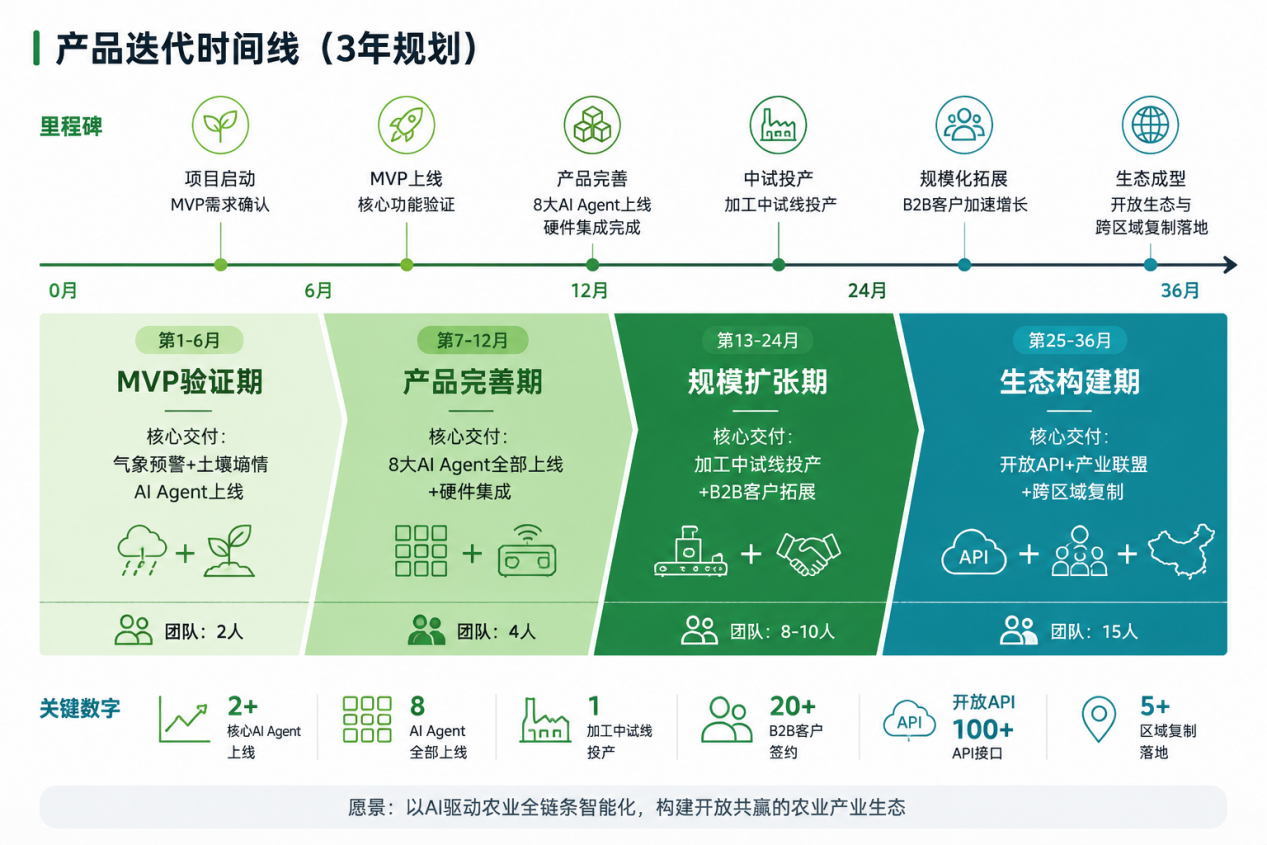 产品迭代时间线（3年规划）
里程碑
项目启动
MVP需求确认
MVP上线
核心功能验证
产品完善
8大AI Agent上线
硬件集成完成
中试投产
加工中试线投产
规模化拓展
B2B客户加速增长
生态成型
开放生态与
跨区域复制落地
0月
6月
12月
24月
36月
第1-6月
MVP验证期
核心交付：
气象预警+土壤墒情
AI Agent上线
团队：2人
第7-12月
产品完善期
核心交付：
8大AI Agent全部上线
+硬件集成
团队：4人
第13-24月
规模扩张期
核心交付：
加工中试线投产
+B2B客户拓展
团队：8-10人
第25-36月
生态构建期
核心交付：
开放API+产业联盟
+跨区域复制
API
团队：15人
关键数字
2+
核心AI Agent
上线
8
AI Agent
全部上线
1
加工中试线
投产
20+
B2B客户
签约
API
开放API
100+
API接口
5+
区域复制
落地
愿景：以AI驱动农业全链条智能化，构建开放共赢的农业产业生态